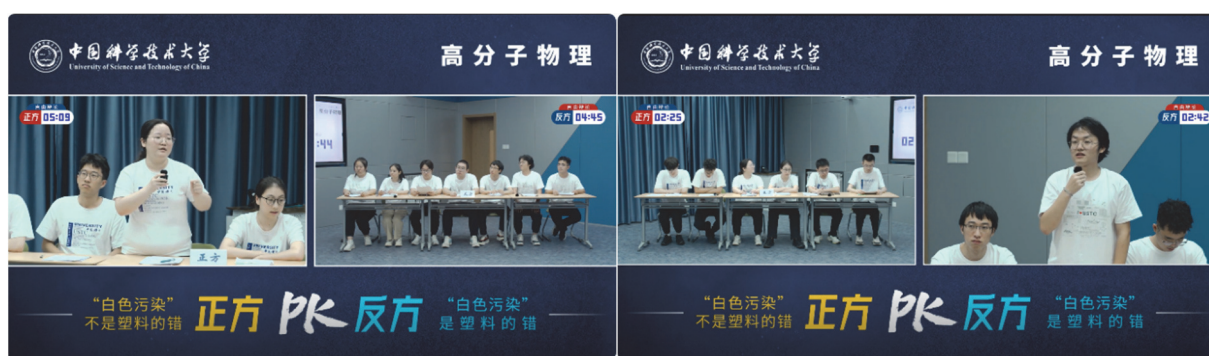 中国科学技术大学
University of Science and Technology of China
高分子物理
正方 05:09
:44
反方 04:45
正方
“白色污染”
不是塑料的错
正方 PK 反方
“白色污染”
是塑料的错
中国科学技术大学
University of Science and Technology of China
高分子物理
正方 02:25
02
反方 02:42
“白色污染”
不是塑料的错
正方 PK 反方
“白色污染”
是塑料的错